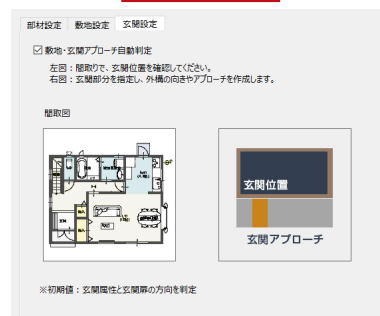 部材設定 敷地設定 玄関設定
敷地・玄関アプローチ自動判定
左図：間取りで、玄関位置を確認してください。
右図：玄関部分を指定し、外構の向きやアプローチを作成します。
間取図
玄関位置
玄関アプローチ
※初期値：玄関属性と玄関扉の方向を判定